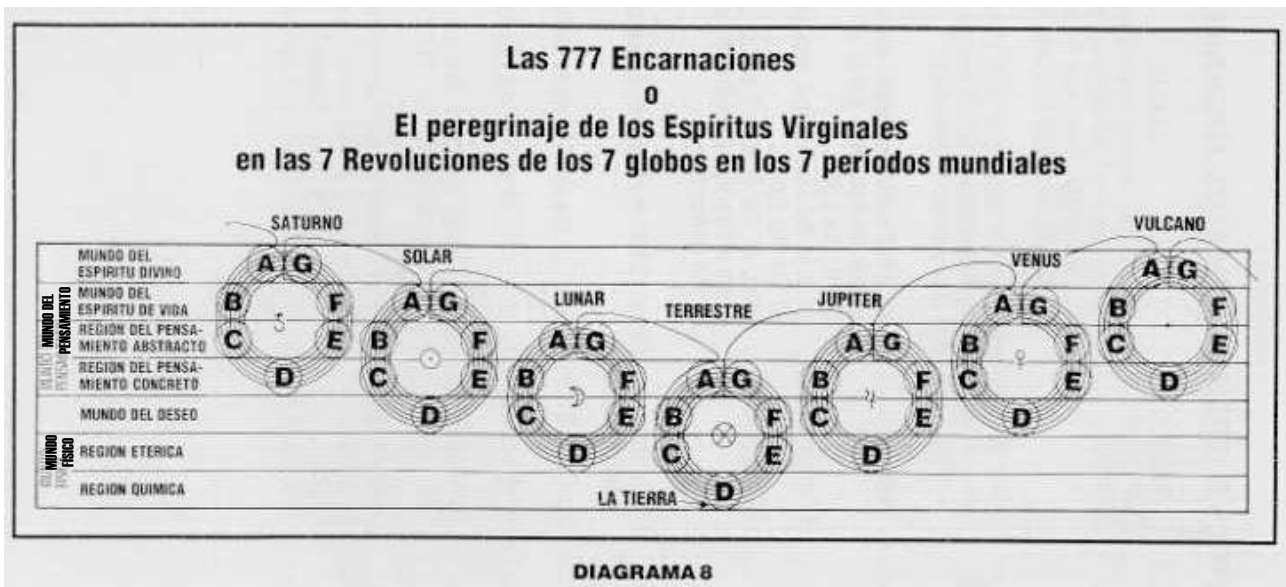 Las 777 Encarnaciones
O
El peregrinaje de los Espíritus Virginales
en las 7 Revoluciones de los 7 globos en los 7 períodos mundiales
SATURNO
SOLAR
LUNAR
TERRESTRE
JUPITER
VENUS
VULCANO
MUNDO DEL
ESPIRITU DIVINO
MUNDO DEL
ESPIRITU DE VIDA
REGION DEL PENSA-
MIENTO ABSTRACTO
REGION DEL PENSA-
MIENTO CONCRETO
MUNDO DEL DESEO
REGION ETERICA
REGION QUIMICA
MUNDO DEL
PENSAMIENTO
MUNDO
FÍSICO
A G
B F
C E
D
A G
B F
C E
D
A G
B F
C E
D
A G
B F
C E
D
A G
B F
C E
D
A G
B F
C E
D
A G
B F
C E
D
LA TIERRA
DIAGRAMA 8